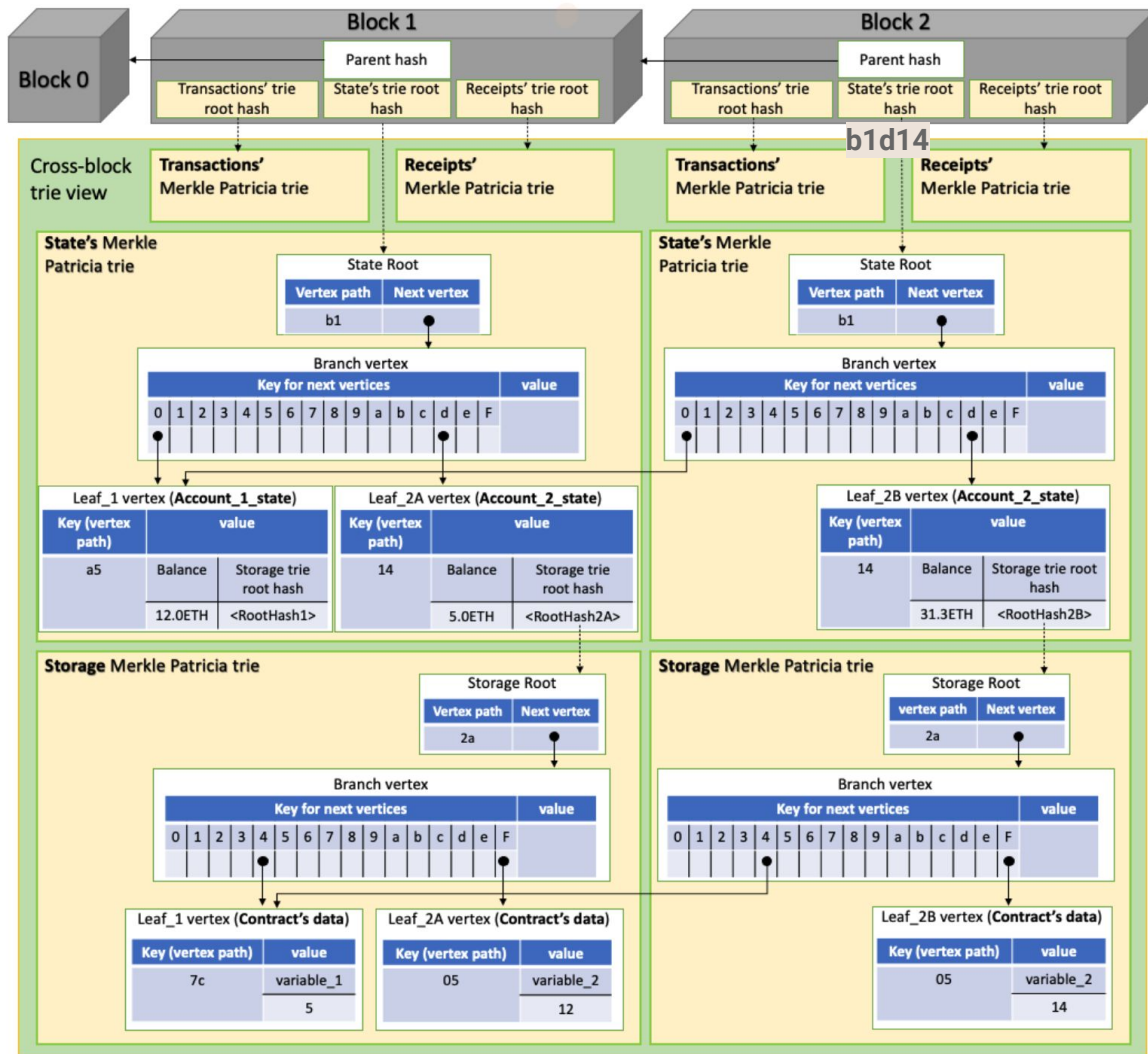 Block 0
Block 1
Parent hash
Transactions' trie root hash
State's trie root hash
Receipts' trie root hash
Block 2
Parent hash
Transactions' trie root hash
State's trie root hash
Receipts' trie root hash
b1d14
Cross-block
trie view
Transactions'
Merkle Patricia trie
Receipts'
Merkle Patricia trie
Transactions'
Merkle Patricia trie
Receipts'
Merkle Patricia trie
State's Merkle
Patricia trie
State Root
Vertex path Next vertex
b1
Branch vertex
Key for next vertices value
0 1 2 3 4 5 6 7 8 9 a b c d e F
Leaf_1 vertex (Account_1_state)
Key (vertex path) value
a5 Balance Storage trie root hash
12.0ETH <RootHash1>
Leaf_2A vertex (Account_2_state)
Key (vertex path) value
14 Balance Storage trie root hash
5.0ETH <RootHash2A>
State's Merkle
Patricia trie
State Root
Vertex path Next vertex
b1
Branch vertex
Key for next vertices value
0 1 2 3 4 5 6 7 8 9 a b c d e F
Leaf_2B vertex (Account_2_state)
Key (vertex path) value
14 Balance Storage trie root hash
31.3ETH <RootHash2B>
Storage Merkle Patricia trie
Storage Root
Vertex path Next vertex
2a
Branch vertex
Key for next vertices value
0 1 2 3 4 5 6 7 8 9 a b c d e F
Leaf_1 vertex (Contract's data)
Key (vertex path) value
7c variable_1
5
Leaf_2A vertex (Contract's data)
Key (vertex path) value
05 variable_2
12
Storage Merkle Patricia trie
Storage Root
vertex path Next vertex
2a
Branch vertex
Key for next vertices value
0 1 2 3 4 5 6 7 8 9 a b c d e F
Leaf_2B vertex (Contract's data)
Key (vertex path) value
05 variable_2
14